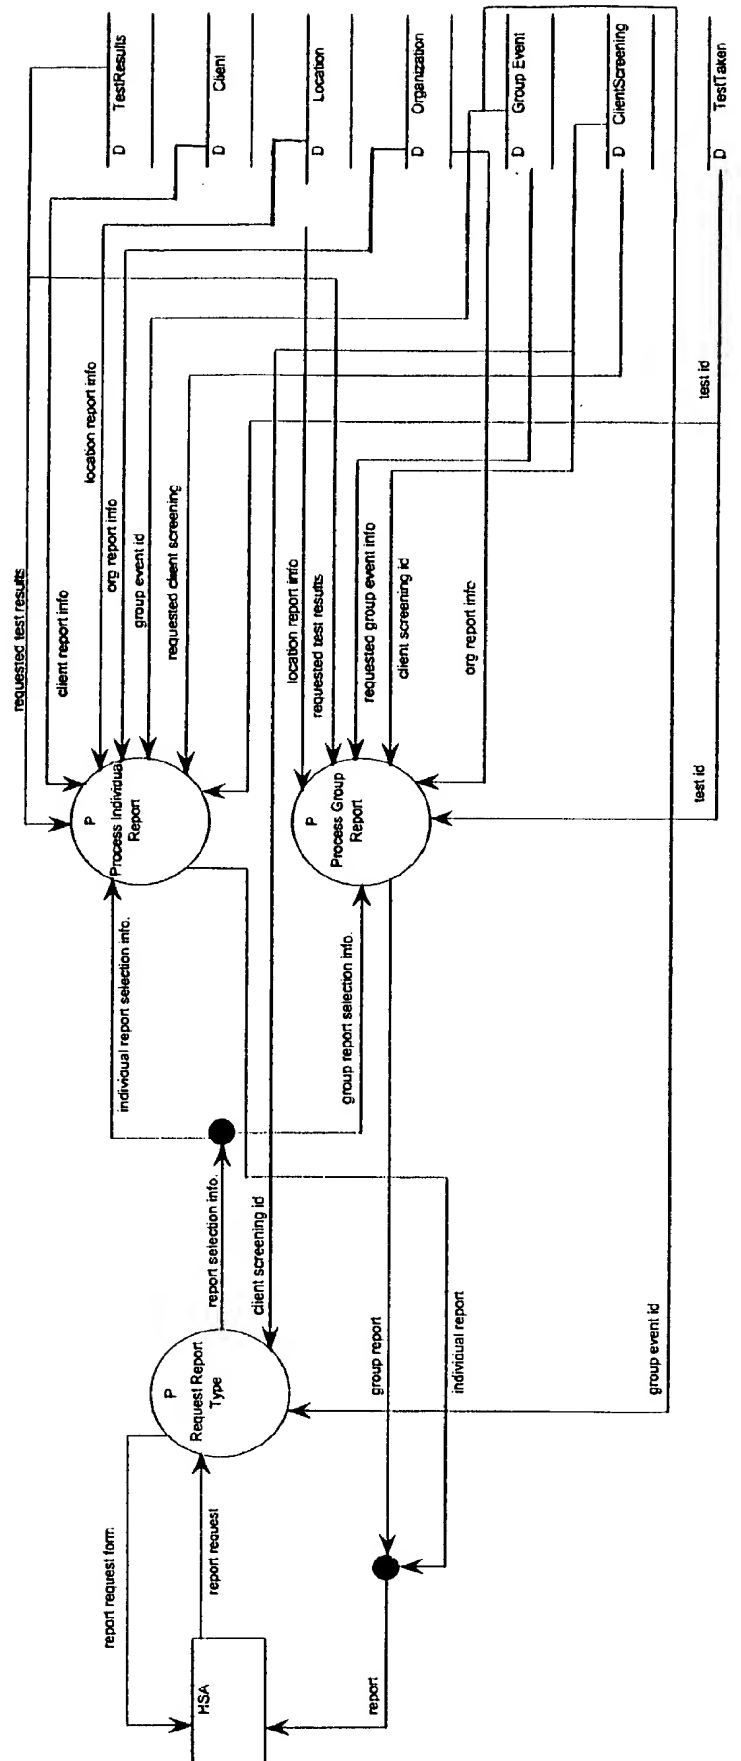 D TestResults
D Client
D Location
D Organization
D Group Event
D ClientScreening
D TestTaken
requested test results
client report info
location report info
org report info
group event id
requested client screening
test id
location report info
requested test results
requested group event info
client screening id
org report info
test id
P
Process Individual
Report
P
Process Group
Report
individual report selection info.
group report selection info.
report selection info.
client screening id
group report
individual report
group event id
P
Request Report
Type
report request form
report request
report
HSA